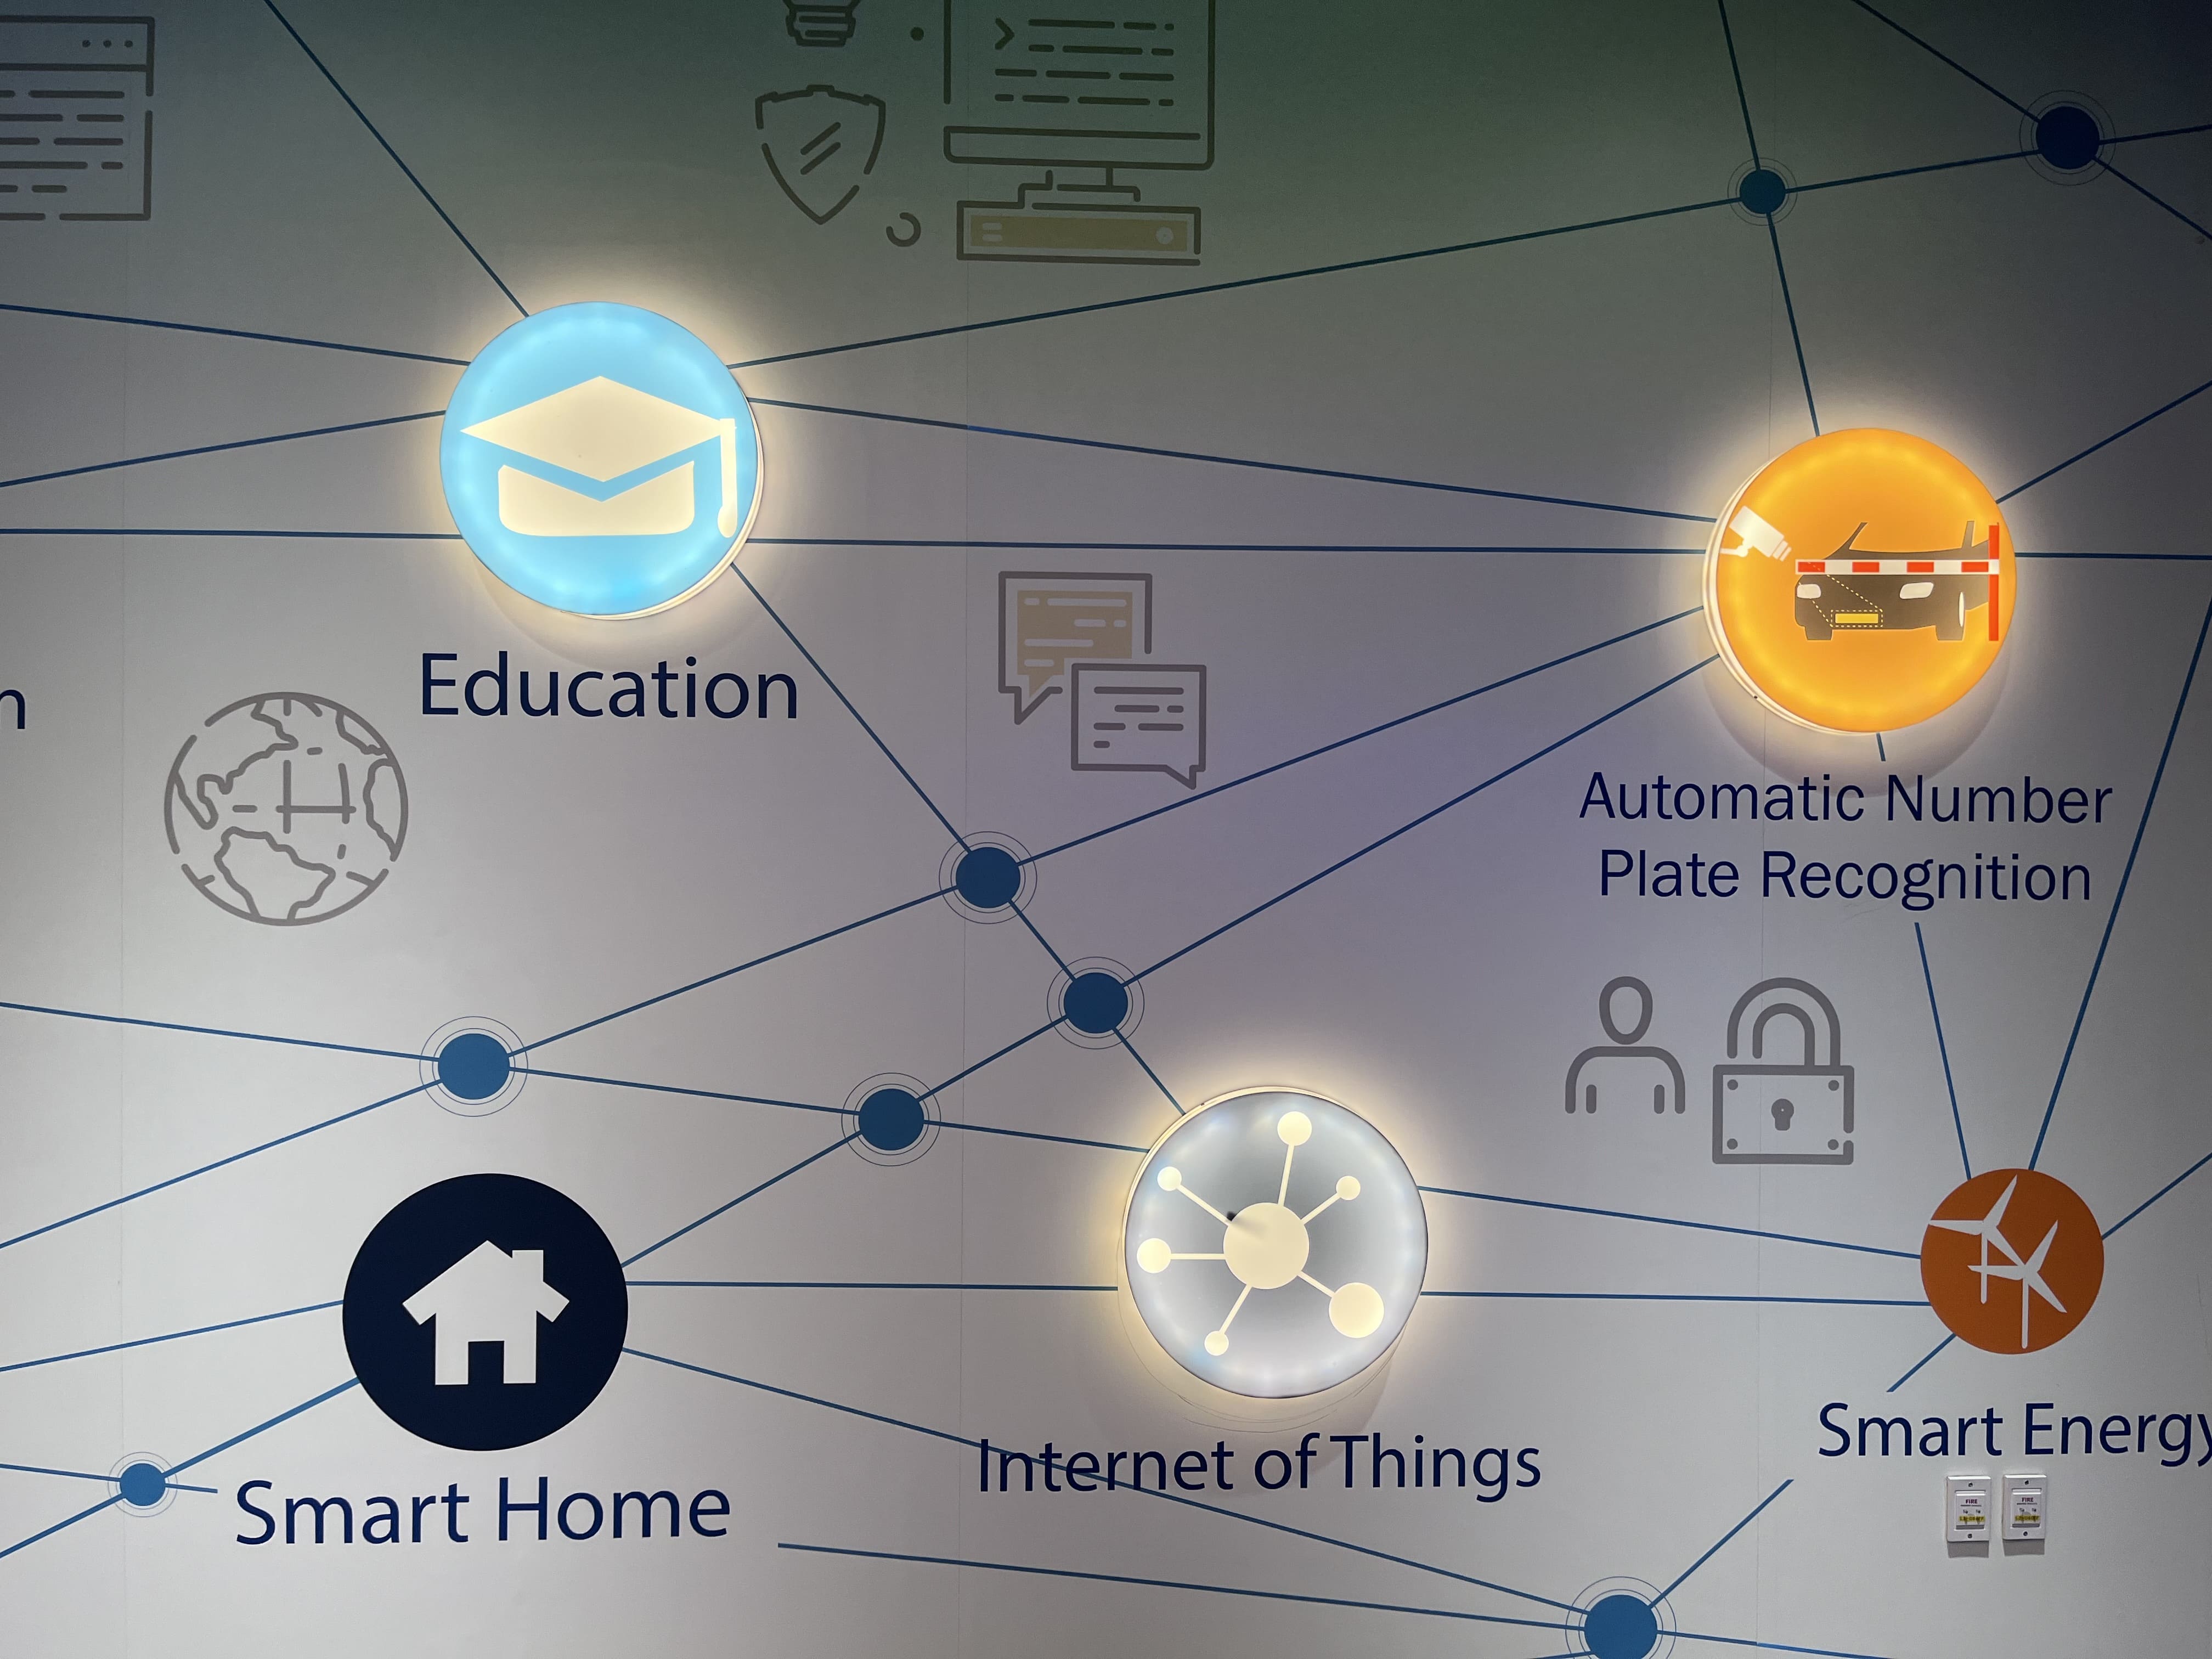 n
Education
Automatic Number
Plate Recognition
Internet of Things
Smart Energy
Smart Home
FIRE
FIRE